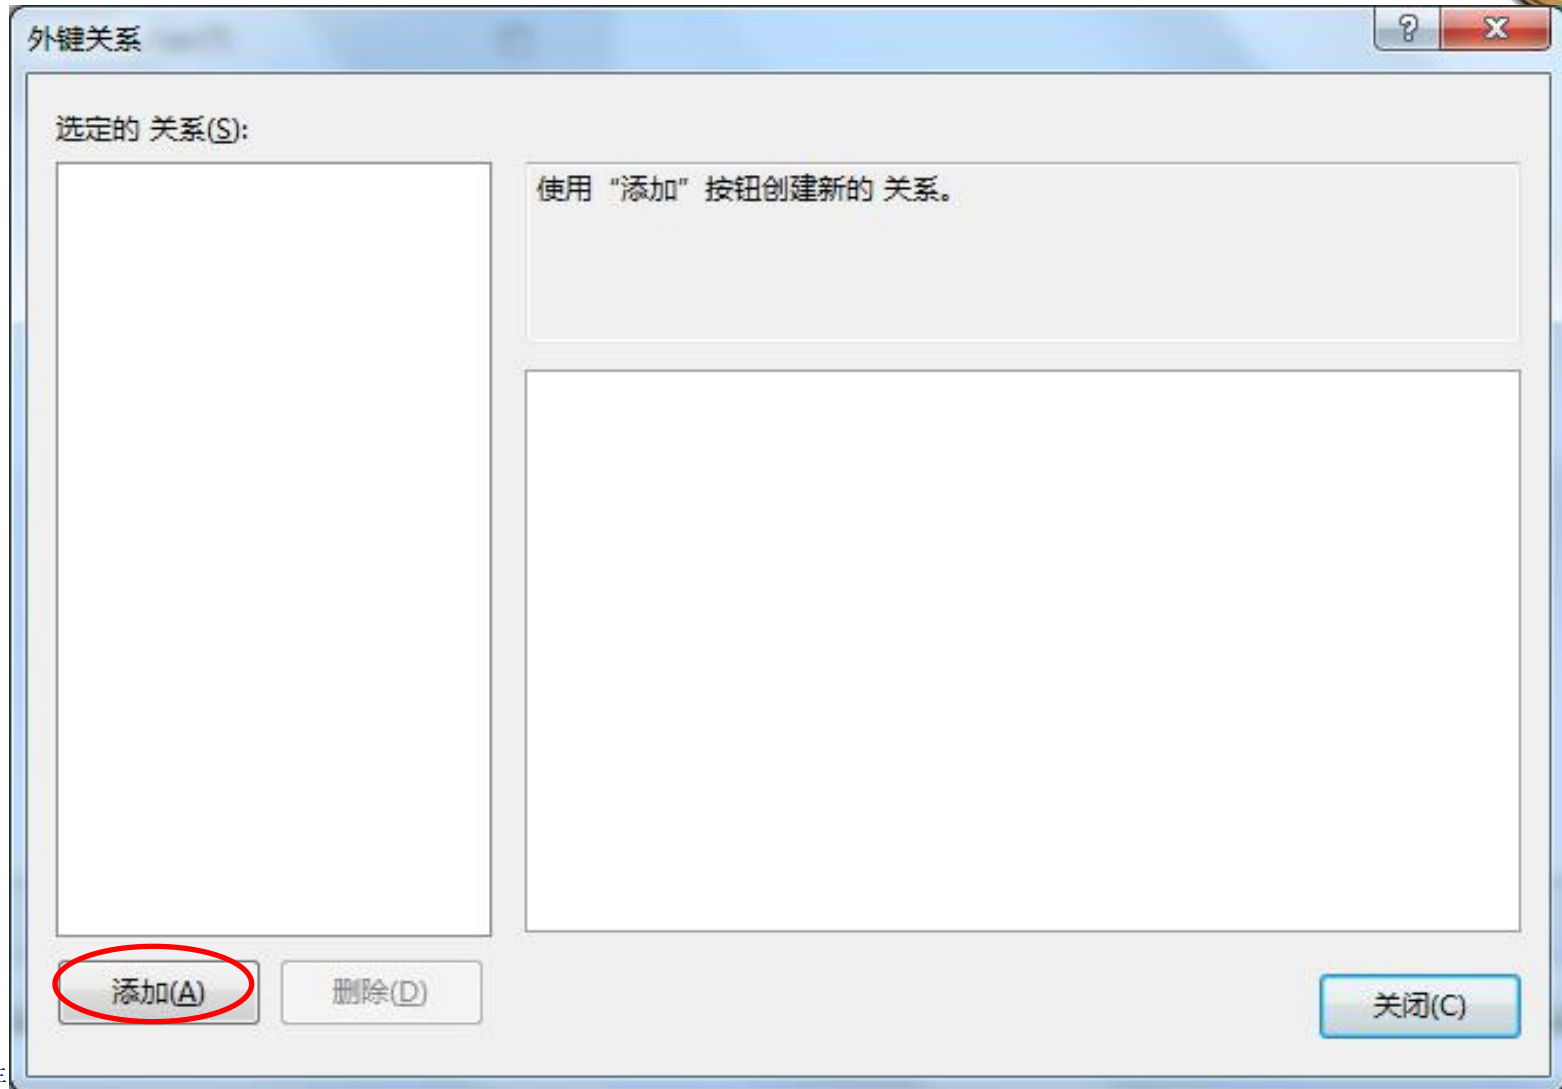 外键关系
选定的 关系(S):
使用“添加”按钮创建新的 关系。
添加(A)
删除(D)
关闭(C)